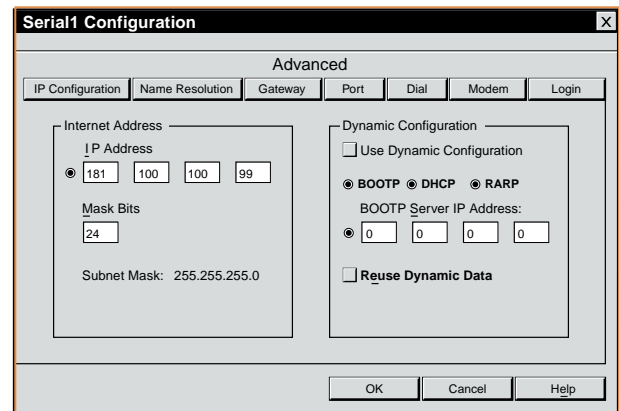 Serial1 Configuration X
Advanced
IP Configuration Name Resolution Gateway Port Dial Modem Login
Internet Address
IP Address
181 100 100 99
Mask Bits
24
Subnet Mask: 255.255.255.0
Dynamic Configuration
Use Dynamic Configuration
BOOTP DHCP RARP
BOOTP Server IP Address:
0 0 0 0
Reuse Dynamic Data
OK Cancel Help